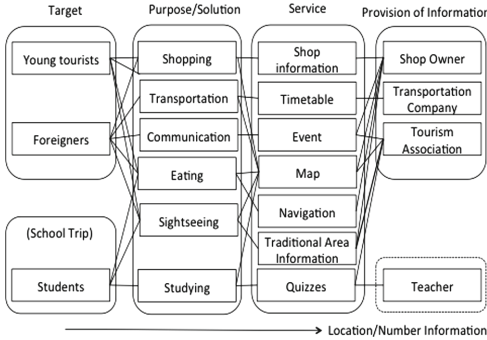 Target
Purpose/Solution
Service
Provision of Information
Young tourists
Foreigners
(School Trip)
Students
Shopping
Transportation
Communication
Eating
Sightseeing
Studying
Shop
information
Timetable
Event
Map
Navigation
Traditional Area
Information
Quizzes
Shop Owner
Transportation
Company
Tourism
Association
Teacher
Location/Number Information